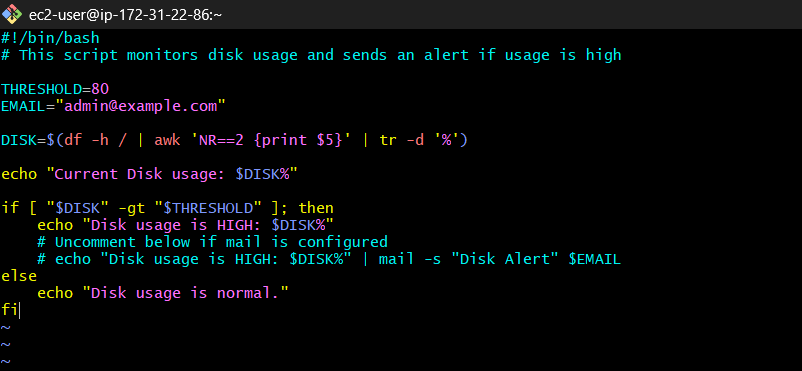 ec2-user@ip-172-31-22-86:~
#!/bin/bash
# This script monitors disk usage and sends an alert if usage is high
THRESHOLD=80
EMAIL="admin@example.com"
DISK=$(df -h / | awk 'NR==2 {print $5}' | tr -d '%')
echo "Current Disk usage: $DISK%"
if [ "$DISK" -gt "$THRESHOLD" ]; then
    echo "Disk usage is HIGH: $DISK%"
    # Uncomment below if mail is configured
    # echo "Disk usage is HIGH: $DISK%" | mail -s "Disk Alert" $EMAIL
else
    echo "Disk usage is normal."
fi
~
~
~